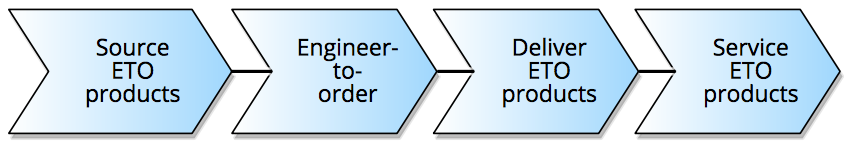 Source
ETO
products
Engineer-
to-
order
Deliver
ETO
products
Service
ETO
products